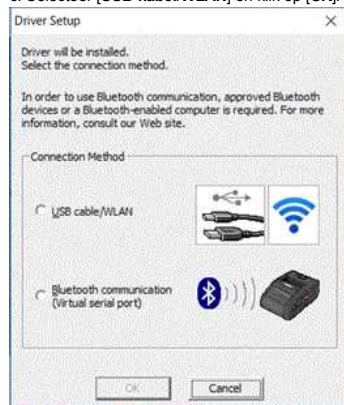 Driver Setup
Driver will be installed.
Select the connection method.
In order to use Bluetooth communication, approved Bluetooth
devices or a Bluetooth-enabled computer is required. For more
information, consult our Web site.
Connection Method
USB cable/WLAN
Bluetooth communication
(Virtual serial port)
OK
Cancel